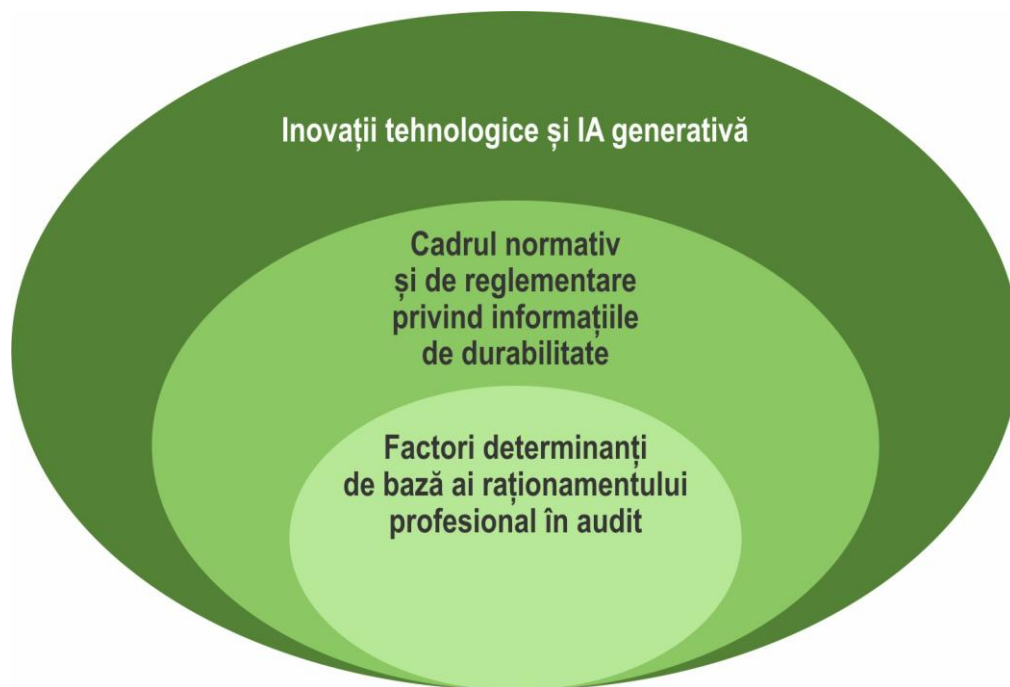 Inovații tehnologice și IA generativă
Cadrul normativ
și de reglementare
privind informațiile
de durabilitate
Factori determinanți
de bază ai raționamentului
profesional în audit